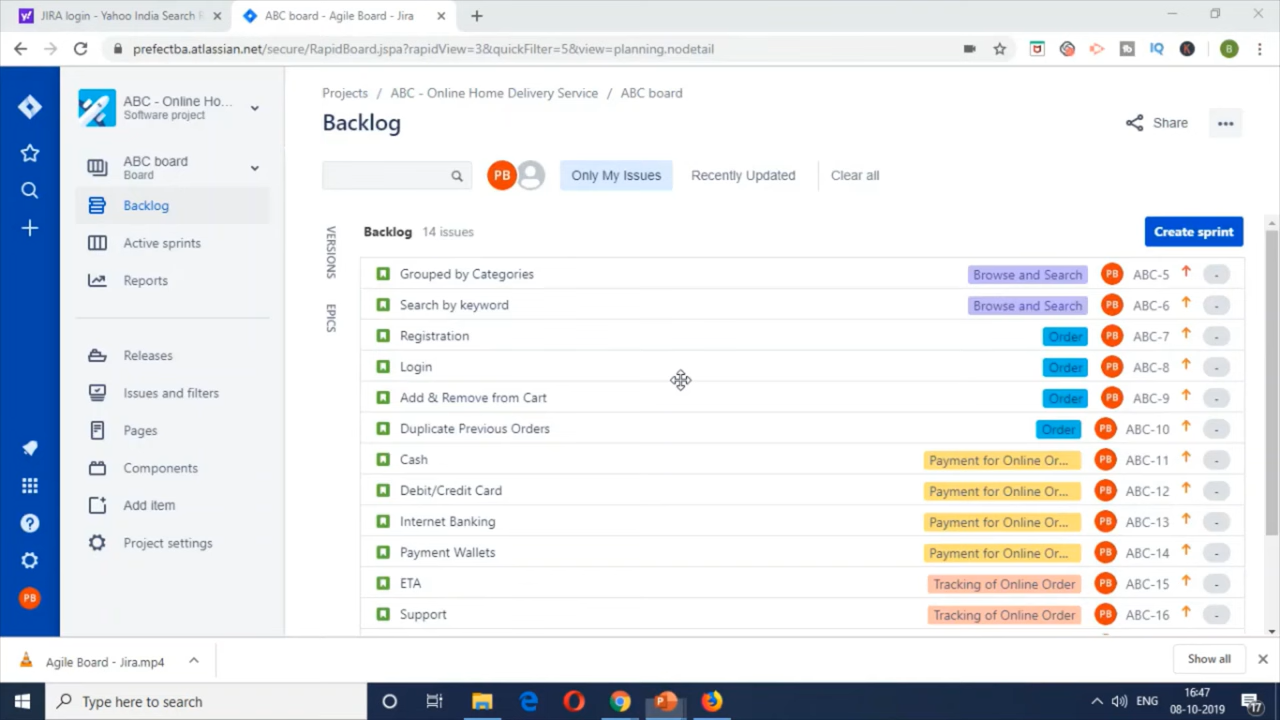 JIRA login - Yahoo India Search R
ABC board - Agile Board - Jira
prefectba.atlassian.net/secure/RapidBoard.jspa?rapidView=3&quickFilter=5&view=planning.nodetail
IQ
K
B
ABC - Online Ho...
Software project
ABC board
Board
Backlog
Active sprints
Reports
Releases
Issues and filters
Pages
Components
Add item
Project settings
PB
Projects / ABC - Online Home Delivery Service / ABC board
Backlog
Share
PB
Only My Issues
Recently Updated
Clear all
VERSIONS
EPICS
Backlog 14 issues
Create sprint
Grouped by Categories Browse and Search PB ABC-5 -
Search by keyword Browse and Search PB ABC-6 -
Registration Order PB ABC-7 -
Login Order PB ABC-8 -
Add & Remove from Cart Order PB ABC-9 -
Duplicate Previous Orders Order PB ABC-10 -
Cash Payment for Online Or... PB ABC-11 -
Debit/Credit Card Payment for Online Or... PB ABC-12 -
Internet Banking Payment for Online Or... PB ABC-13 -
Payment Wallets Payment for Online Or... PB ABC-14 -
ETA Tracking of Online Order PB ABC-15 -
Support Tracking of Online Order PB ABC-16 -
Agile Board - Jira.mp4
Show all
Type here to search
ENG
16:47
08-10-2019
17